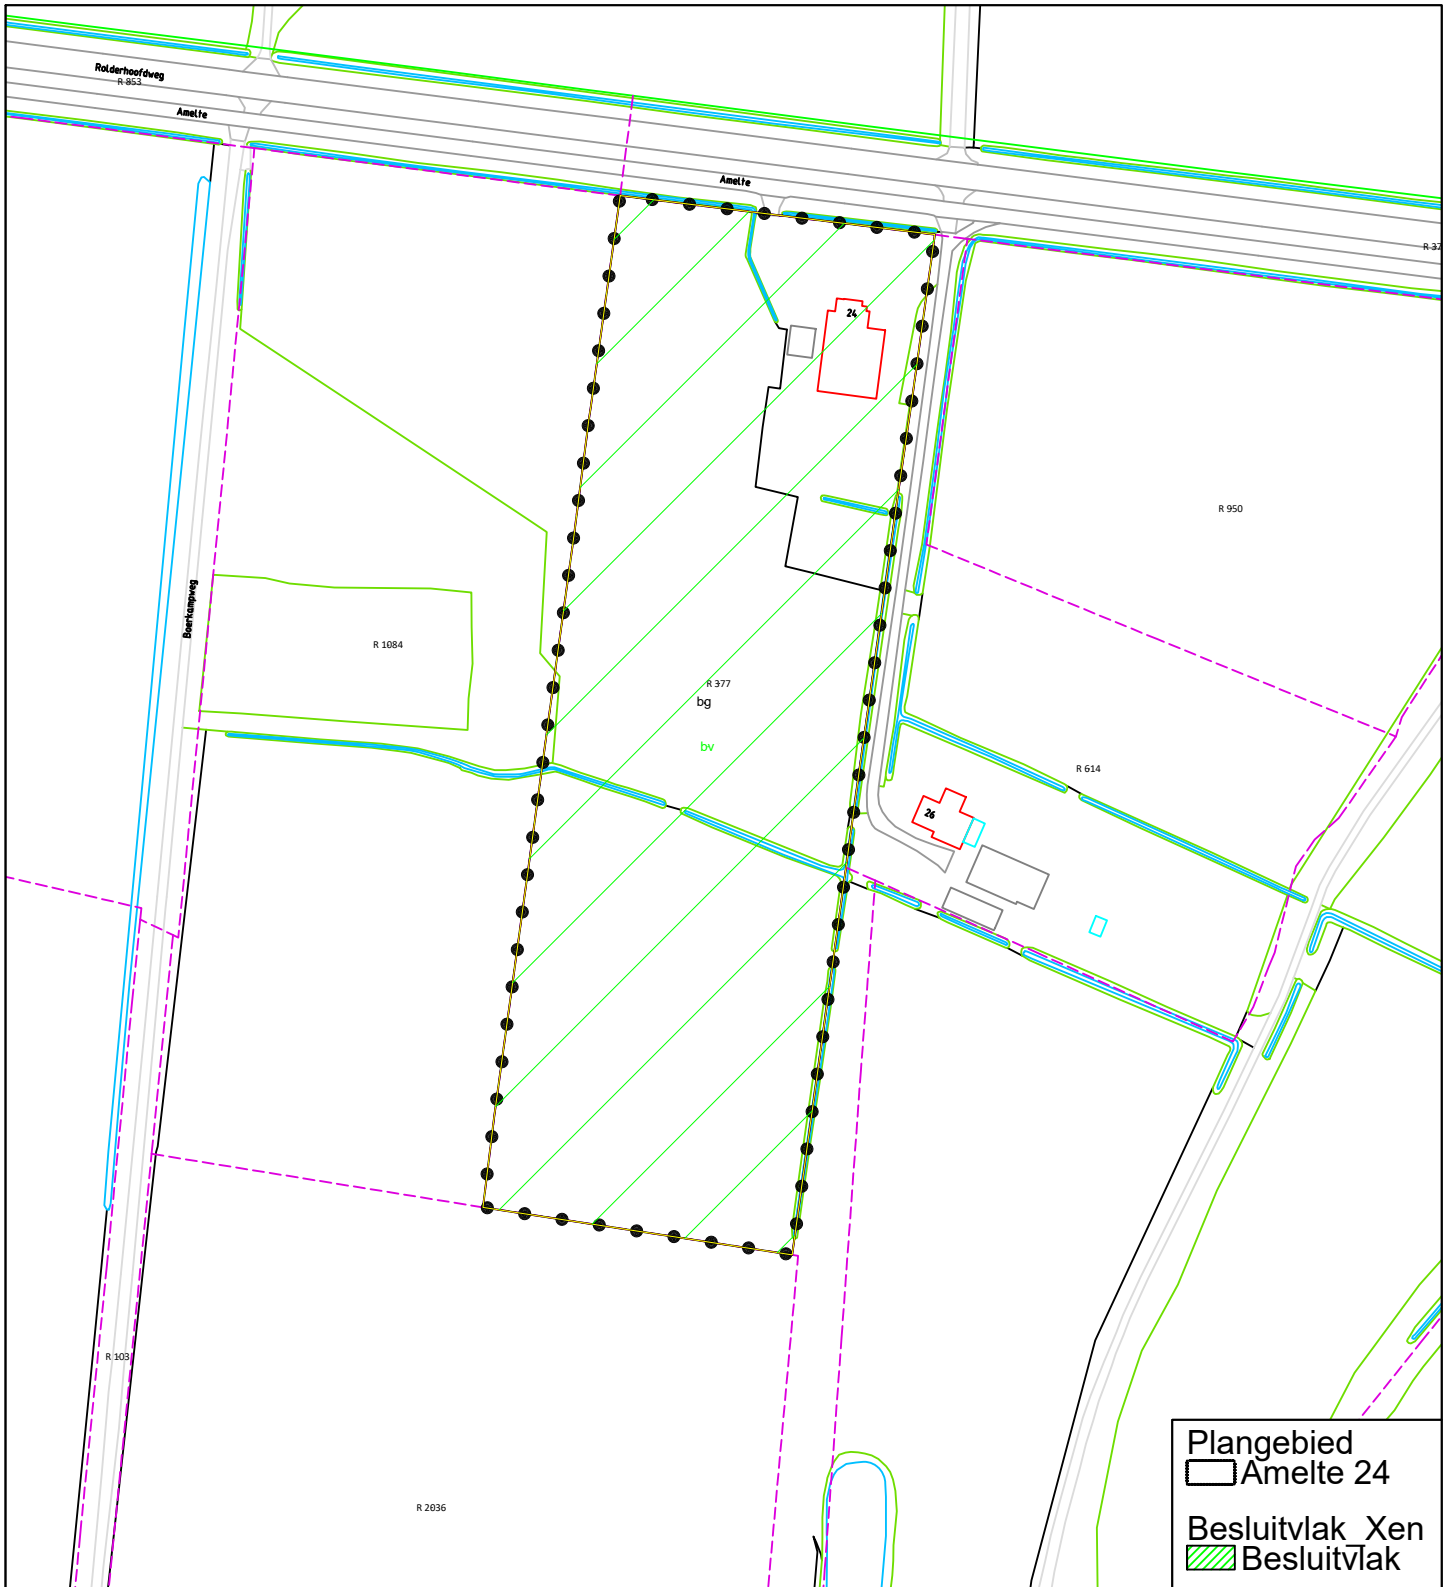 Rolderhoofdweg
R 853
Amelte
Amelte
R 37
24
R 950
Boerkampweg
R 1084
R 377
bg
bv
R 614
26
R 103
R 2036
Plangebied
Amelte 24
Besluitvlak_Xen
Besluitvlak